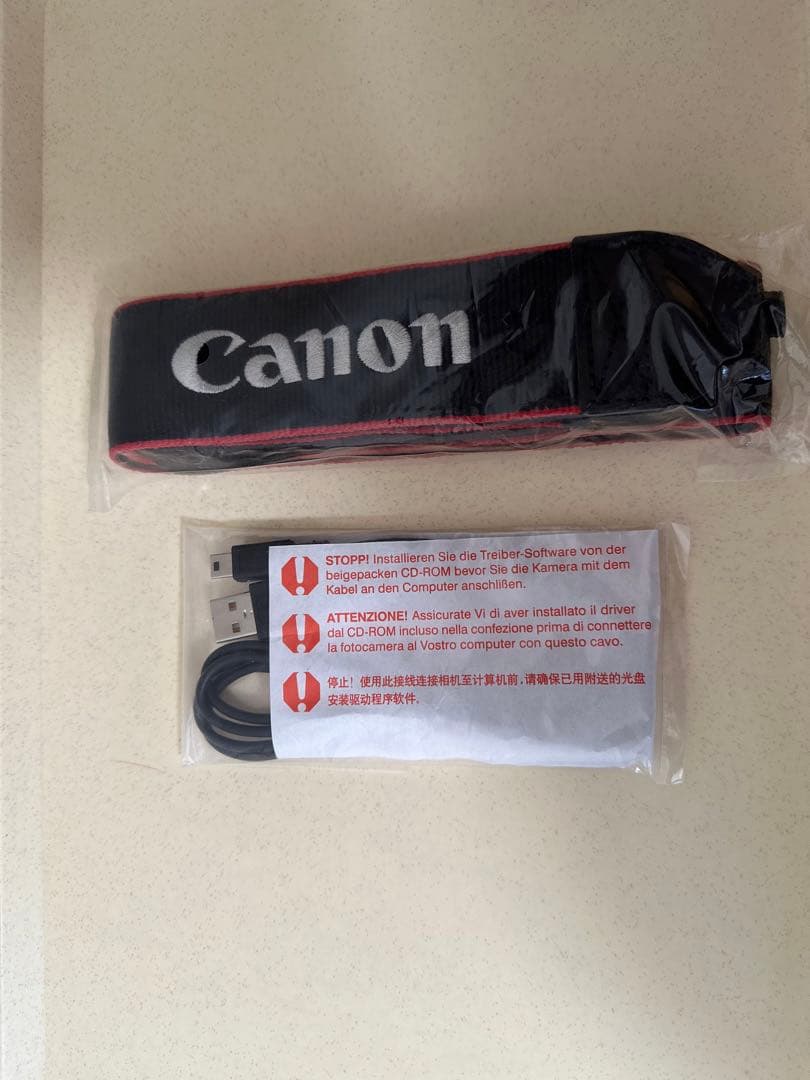 Canon
STOPP! Installieren Sie die Treiber-Software von der
beigepacken CD-ROM bevor Sie die Kamera mit dem
Kabel an den Computer anschlißen.
ATTENZIONE! Assicurate Vi di aver installato il driver
dal CD-ROM incluso nella confezione prima di connettere
la fotocamera al Vostro computer con questo cavo.
停止! 使用此接线连接相机至计算机前,请确保已用附送的光盘
安装驱动程序软件.